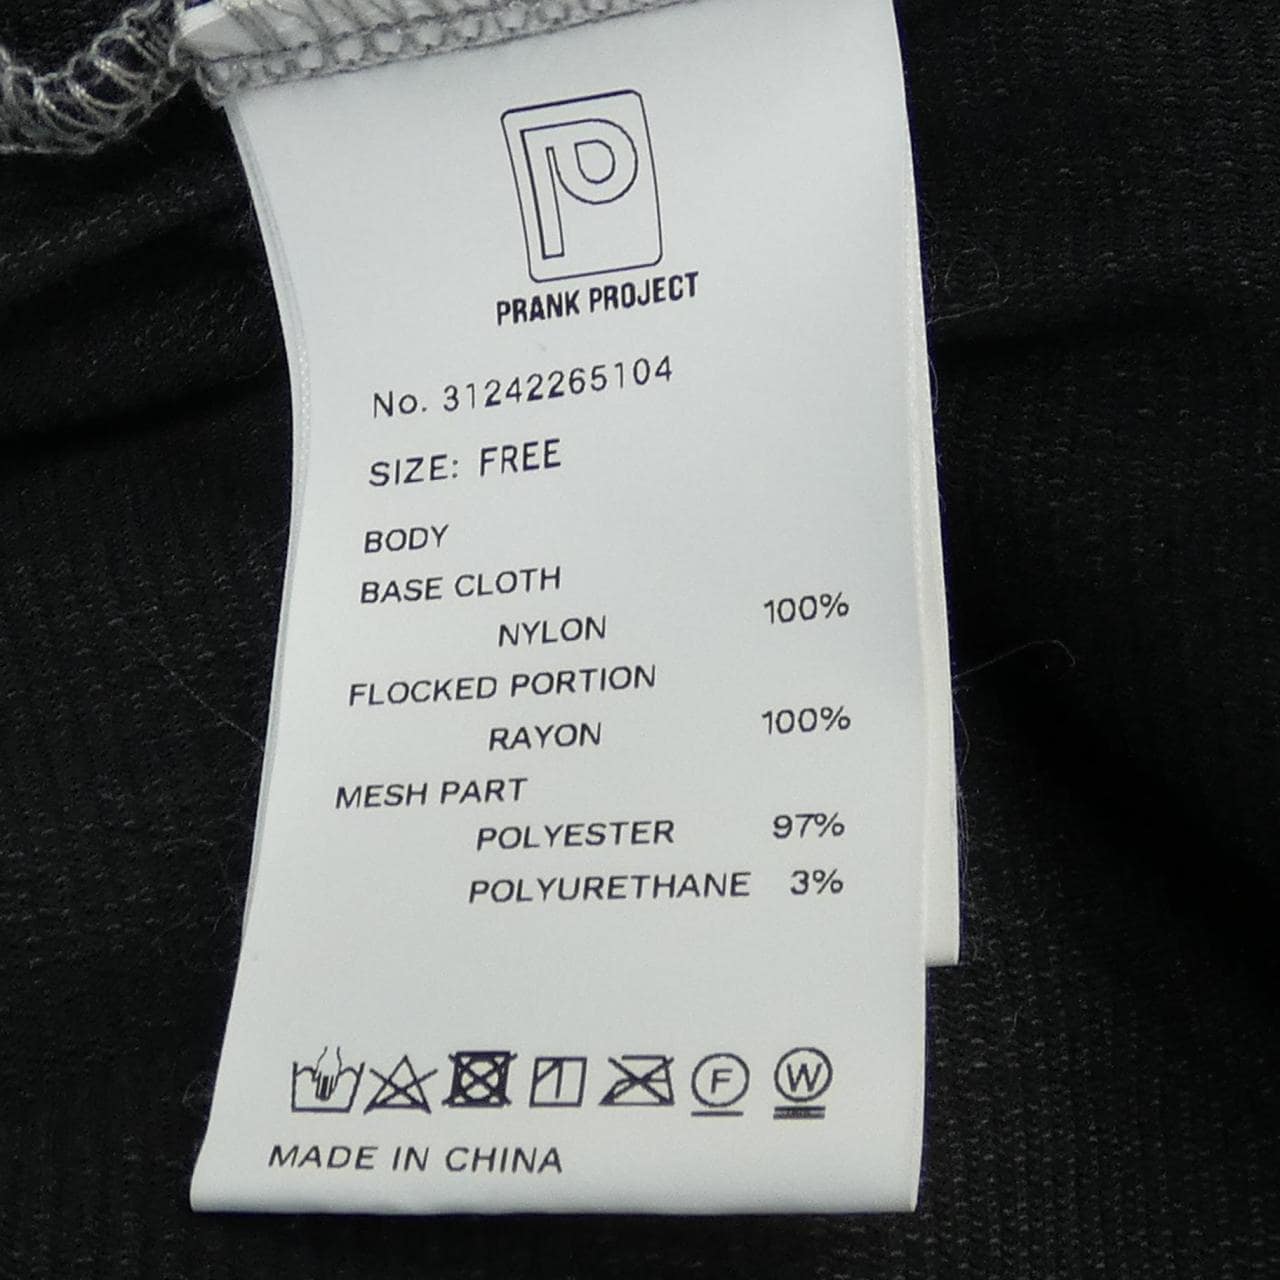 PRANK PROJECT
No. 31242265104
SIZE: FREE
BODY
BASE CLOTH
NYLON 100%
FLOCKED PORTION
RAYON 100%
MESH PART
POLYESTER 97%
POLYURETHANE 3%
F W
MADE IN CHINA